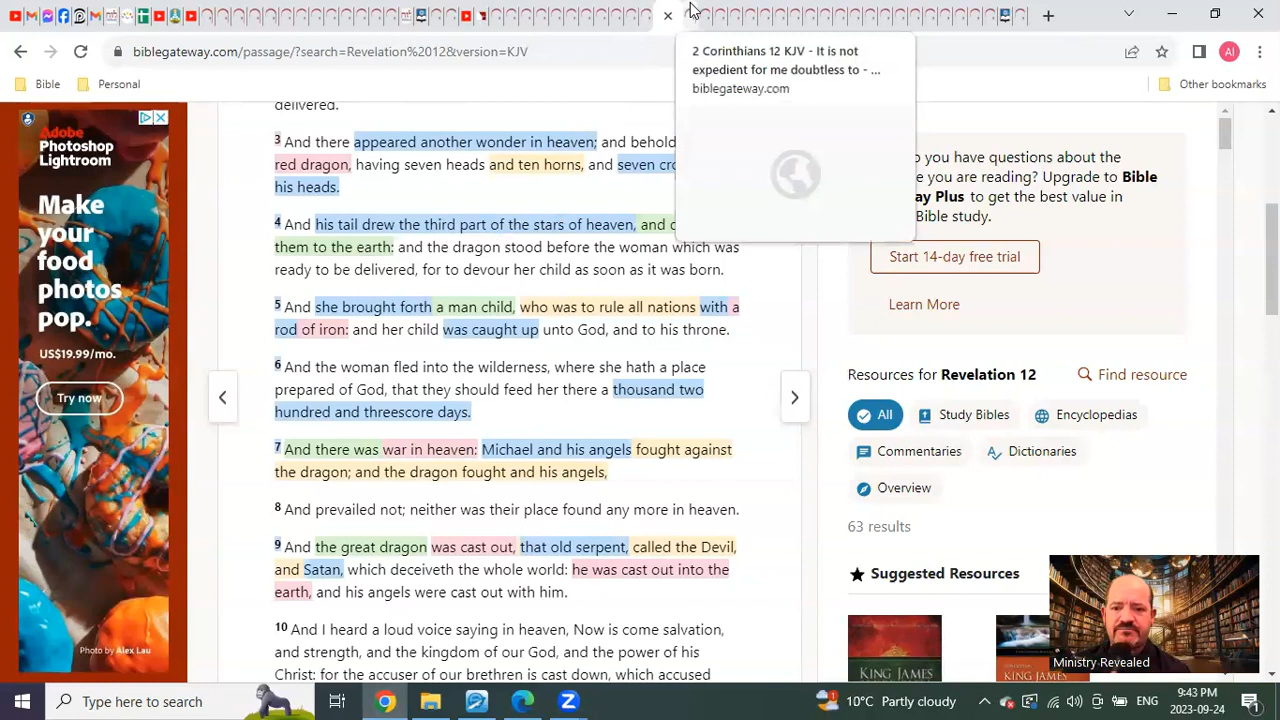 biblegateway.com/passage/?search=Revelation%2012&version=KJV
AI
Bible
Personal
Other bookmarks
2 Corinthians 12 KJV - It is not
expedient for me doubtless to - ...
biblegateway.com
Adobe
Photoshop
Lightroom
Make
your
food
photos
pop.
US$19.99/mo.
Try now
Photo by Alex Lau
delivered.
3 And there appeared another wonder in heaven; and behold
red dragon, having seven heads and ten horns, and seven
his heads.
4 And his tail drew the third part of the stars of heaven, and
them to the earth: and the dragon stood before the woman which was
ready to be delivered, for to devour her child as soon as it was born.
5 And she brought forth a man child, who was to rule all nations with a
rod of iron: and her child was caught up unto God, and to his throne.
6 And the woman fled into the wilderness, where she hath a place
prepared of God, that they should feed her there a thousand two
hundred and threescore days.
7 And there was war in heaven: Michael and his angels fought against
the dragon; and the dragon fought and his angels,
8 And prevailed not; neither was their place found any more in heaven.
9 And the great dragon was cast out, that old serpent, called the Devil,
and Satan, which deceiveth the whole world: he was cast out into the
earth, and his angels were cast out with him.
10 And I heard a loud voice saying in heaven, Now is come salvation,
and strength, and the kingdom of our God, and the power of his
Christ: for the accuser of our brethren is cast down, which accused
o you have questions about the
e you are reading? Upgrade to Bible
ay Plus to get the best value in
Bible study.
Start 14-day free trial
Learn More
Resources for Revelation 12
Find resource
All
Study Bibles
Encyclopedias
Commentaries
Dictionaries
Overview
63 results
Suggested Resources
KING JAMES
Ministry Revealed
Type here to search
10°C Partly cloudy
ENG
9:43 PM
2023-09-24